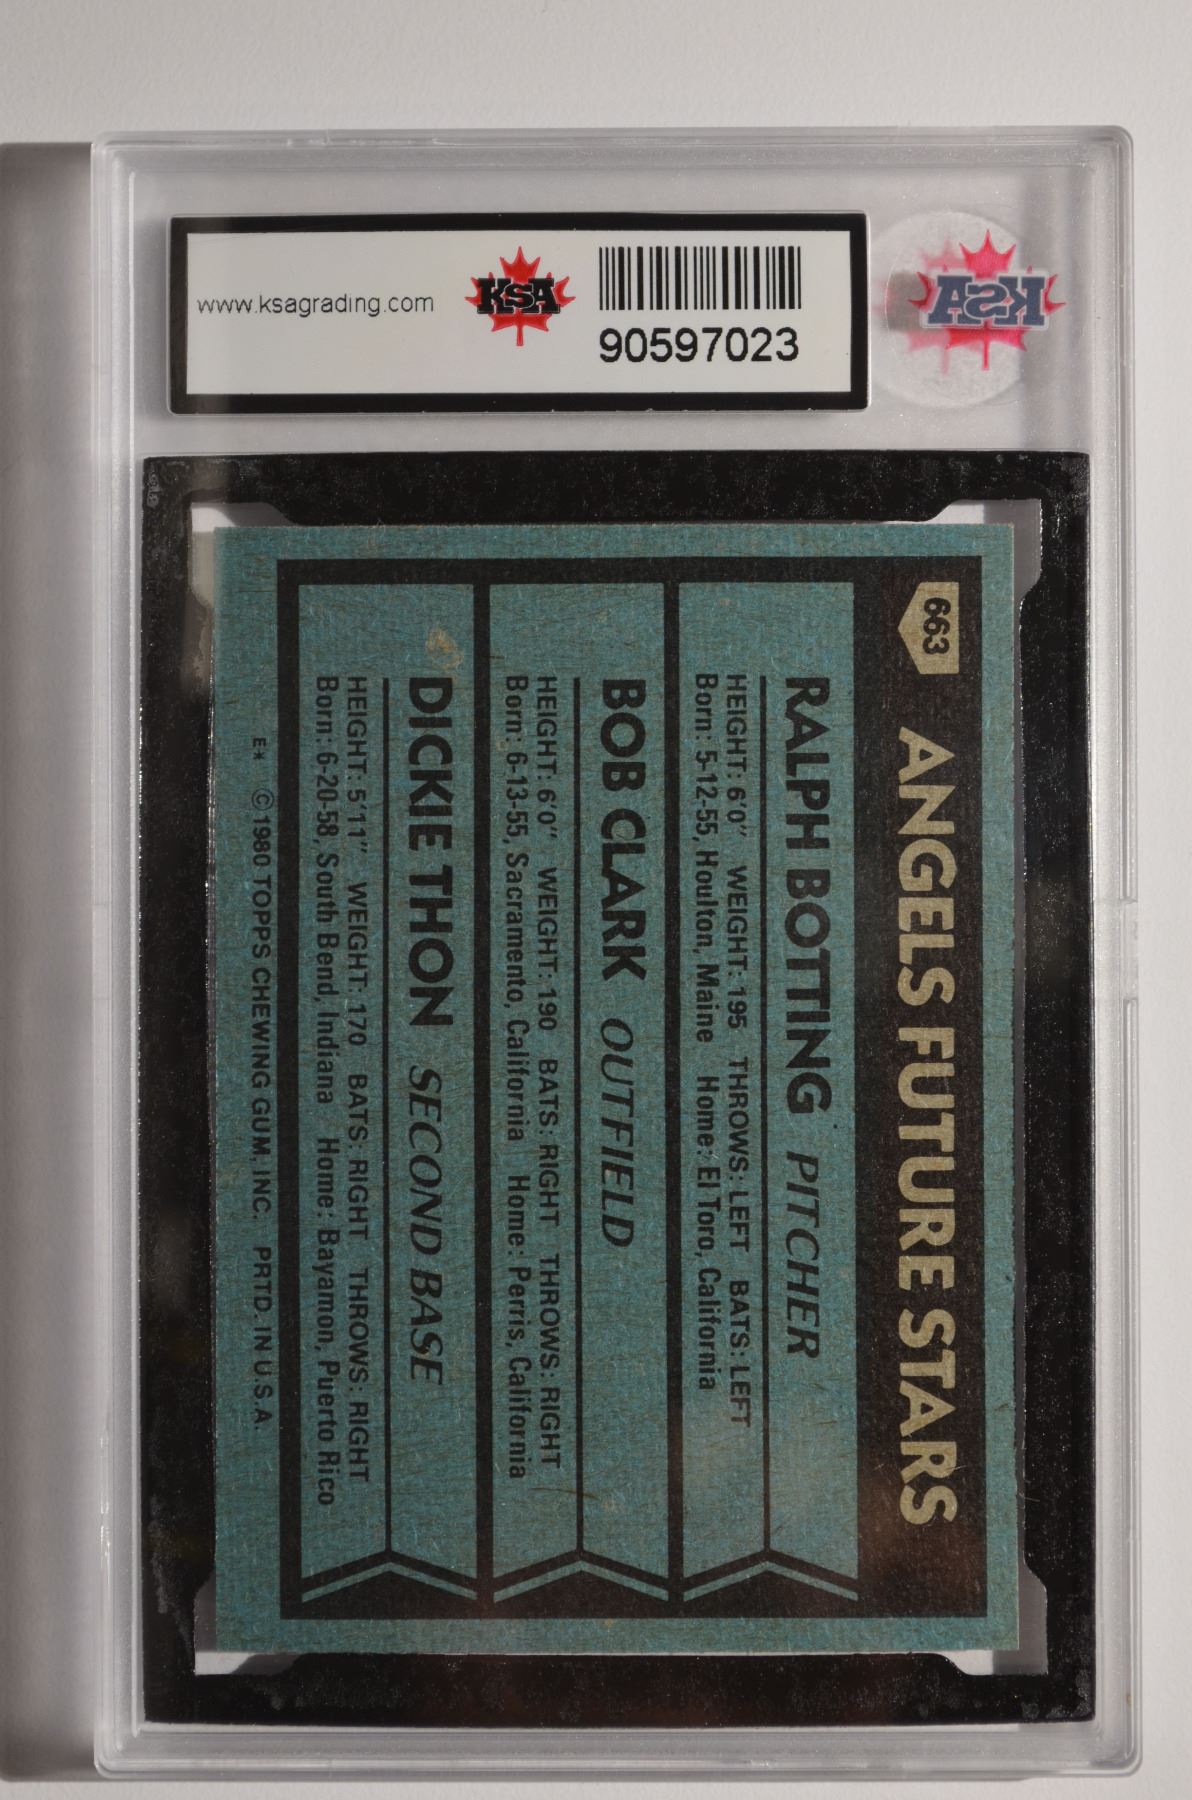 www.ksagrading.com
KSA
90597023
KSA
663
ANGELS FUTURE STARS
RALPH BOTTING PITCHER
HEIGHT: 6'0" WEIGHT: 195 THROWS: LEFT BATS: LEFT
Born: 5-12-55, Houlton, Maine Home: El Toro, California
BOB CLARK OUTFIELD
HEIGHT: 6'0" WEIGHT: 190 BATS: RIGHT THROWS: RIGHT
Born: 6-13-55, Sacramento, California Home: Perris, California
DICKIE THON SECOND BASE
HEIGHT: 5'11" WEIGHT: 170 BATS: RIGHT THROWS: RIGHT
Born: 6-20-58, South Bend, Indiana Home: Bayamon, Puerto Rico
E* ©1980 TOPPS CHEWING GUM, INC. PRTD. IN U.S.A.